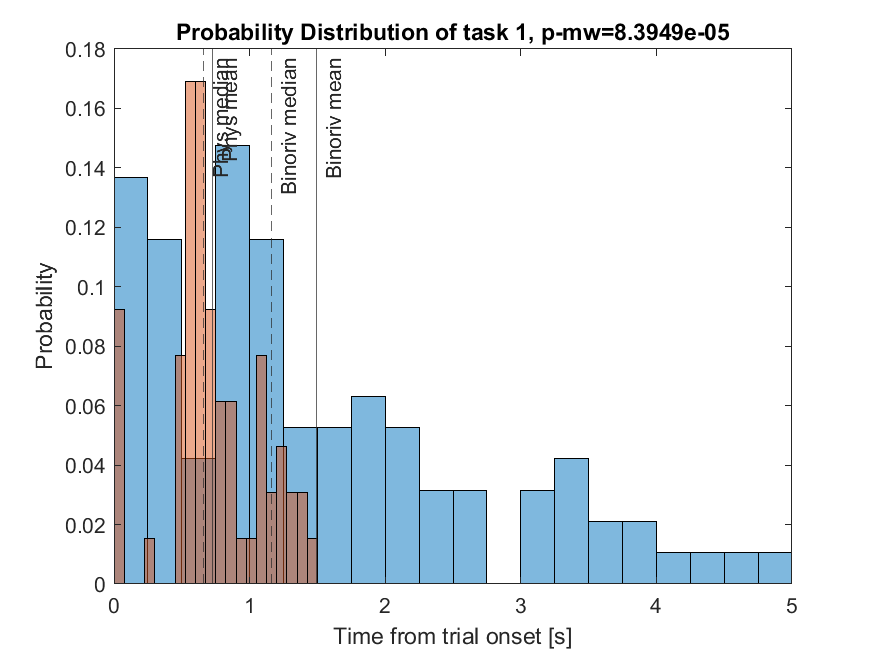 Probability Distribution of task 1, p-mw=8.3949e-05
0.18
0.16
0.14
0.12
0.1
0.08
0.06
0.04
0.02
0
Probability
Phys median
Phys mean
Binoriv median
Binoriv mean
0 1 2 3 4 5
Time from trial onset [s]